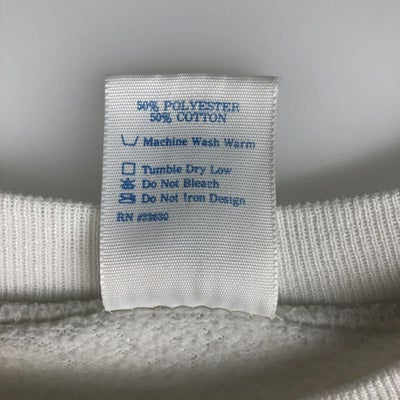 50% POLYESTER
50% COTTON
Machine Wash Warm
Tumble Dry Low
Do Not Bleach
Do Not Iron Design
RN #32630